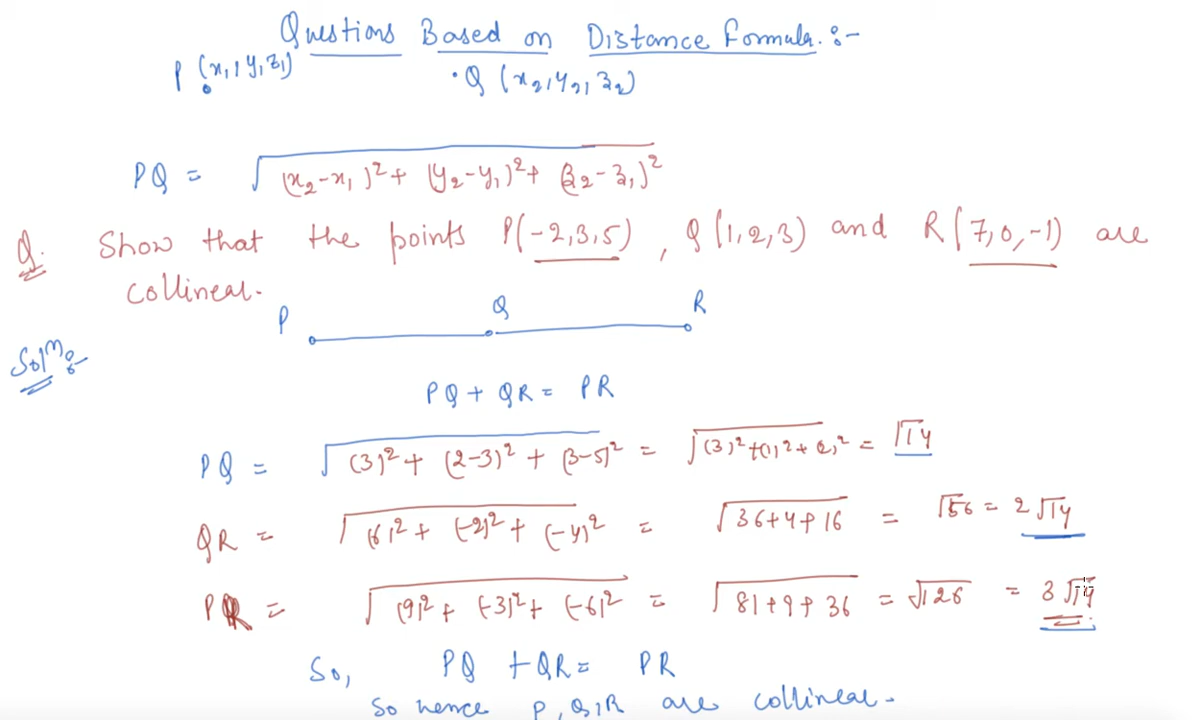 Questions Based on Distance Formula :-
P (x₁, y₁, z₁) Q (x₂, y₂, z₂)
PQ = √(x₂-x₁)²+ (y₂-y₁)²+ (z₂-z₁)²
Q. Show that the points P(-2,3,5), Q(1,2,3) and R(7,0,-1) are
collinear.
P Q R
Solⁿ:-
PQ + QR = PR
PQ = √(3)²+ (2-3)² + (3-5)² = √(3)²+(1)²+(2)² = √14
QR = √(6)²+ (-2)²+ (-4)² = √36+4+16 = √56 = 2√14
PR = √(9)²+ (-3)²+ (-6)² = √81+9+36 = √126 = 3√14
So, PQ +QR = PR
So hence P, Q, R are collinear.